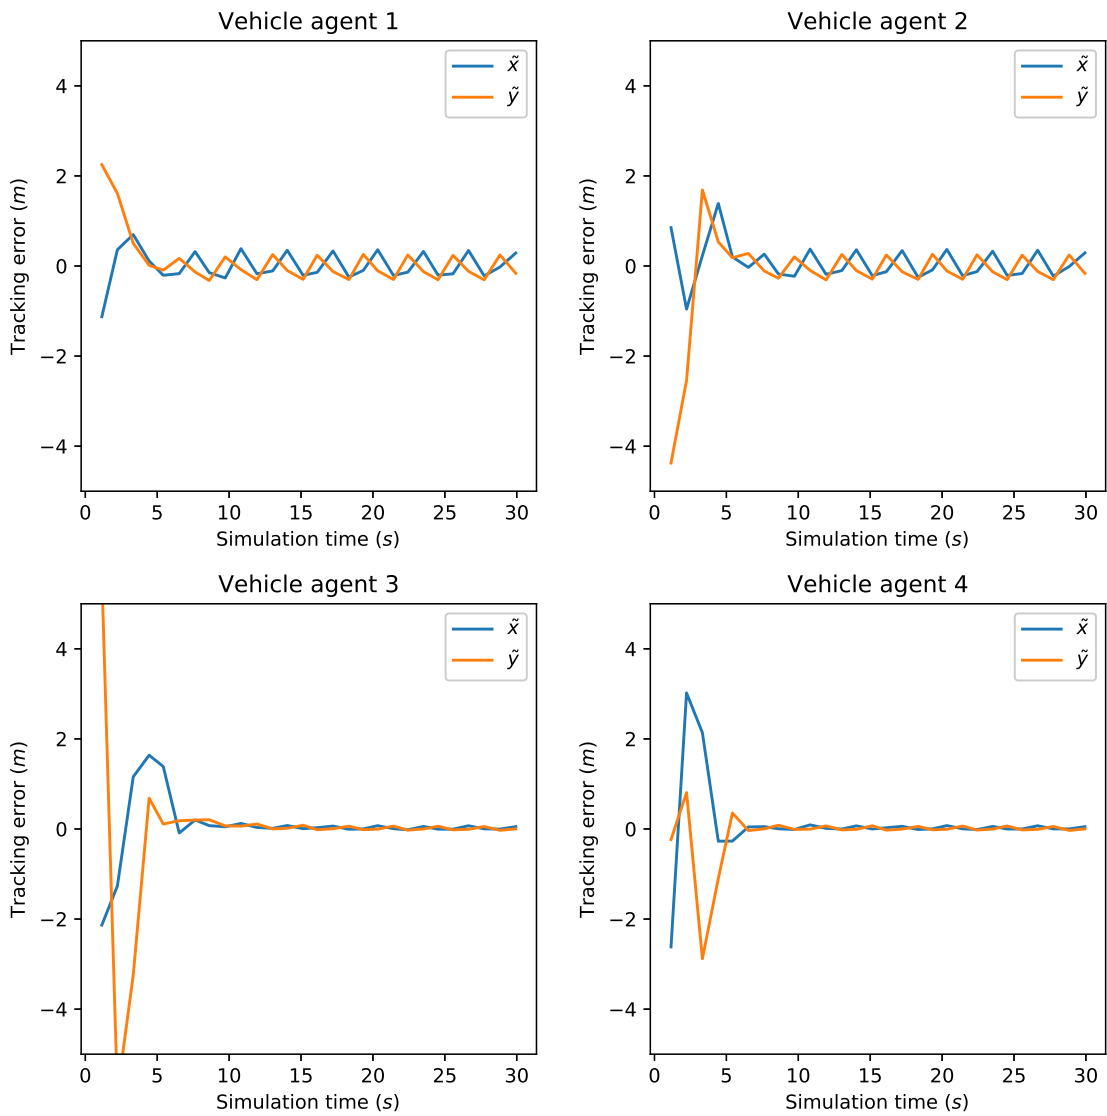 Vehicle agent 1
x̃
ỹ
4
2
0
−2
−4
Tracking error (m)
0 5 10 15 20 25 30
Simulation time (s)
Vehicle agent 2
x̃
ỹ
4
2
0
−2
−4
Tracking error (m)
0 5 10 15 20 25 30
Simulation time (s)
Vehicle agent 3
x̃
ỹ
4
2
0
−2
−4
Tracking error (m)
0 5 10 15 20 25 30
Simulation time (s)
Vehicle agent 4
x̃
ỹ
4
2
0
−2
−4
Tracking error (m)
0 5 10 15 20 25 30
Simulation time (s)